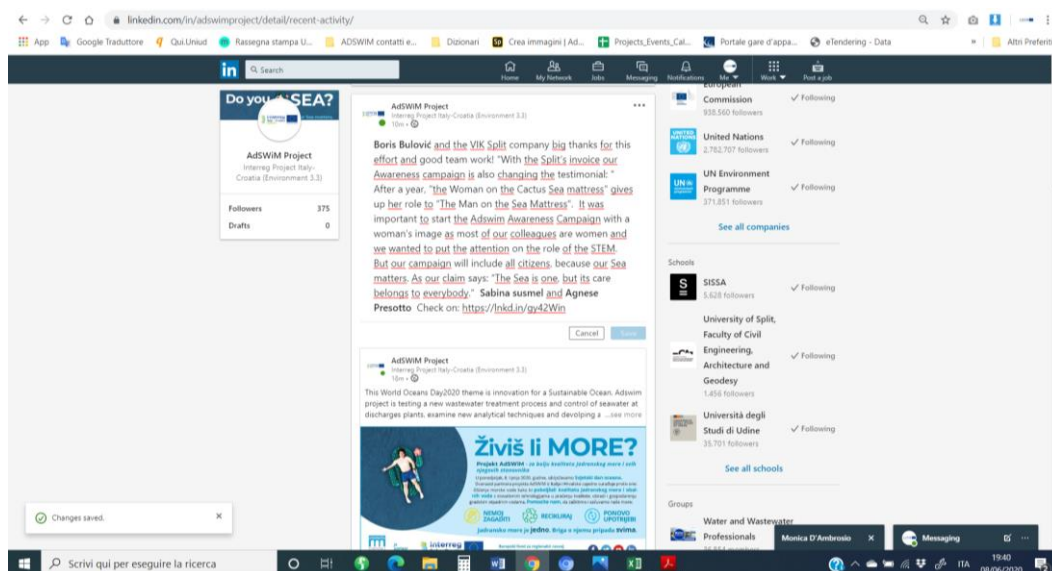 linkedin.com/in/adswimproject/detail/recent-activity/
App Google Traduttore Qui.Uniud Rassegna stampa U... ADSWIM contatti e... Dizionari Crea immagini | Ad... Projects_Events_Cal... Portale gare d'appa... eTendering - Data » Altri Preferiti
in Search Home My Network Jobs Messaging Notifications Me Work Post a job
Do you SEA?
AdSWiM Project
Interreg Project Italy-
Croatia (Environment 3.3)
Followers 375
Drafts 0
AdSWiM Project
Interreg Project Italy-Croatia (Environment 3.3)
10m •
Boris Bulović and the VIK Split company big thanks for this
effort and good team work! "With the Split's invoice our
Awareness campaign is also changing the testimonial: "
After a year, "the Woman on the Cactus Sea mattress" gives
up her role to "The Man on the Sea Mattress". It was
important to start the Adswim Awareness Campaign with a
woman's image as most of our colleagues are women and
we wanted to put the attention on the role of the STEM.
But our campaign will include all citizens, because our Sea
matters. As our claim says: "The Sea is one, but its care
belongs to everybody." Sabina susmel and Agnese
Presotto Check on: https://lnkd.in/gy42Win
Cancel Save
AdSWiM Project
Interreg Project Italy-Croatia (Environment 3.3)
16m •
This World Oceans Day2020 theme is innovation for a Sustainable Ocean. Adswim
project is testing a new wastewater treatment process and control of seawater at
discharges plants, examine new analytical techniques and devolping a ...see more
Živiš li MORE?
Projekt AdSWiM - za bolju kvalitetu Jadranskog mora i svih
njegovih stanovnika
NEMOJ
ZAGADITI
RECIKLIRAJ
PONOVO
UPOTRIJEBI
Jadransko more je jedno. Briga o njemu pripada svima.
Interreg
European
Commission
938.560 followers
Following
United Nations
2.782.707 followers
Following
UN Environment
Programme
371.851 followers
Following
See all companies
Schools
SISSA
5.628 followers
Following
University of Split,
Faculty of Civil
Engineering,
Architecture and
Geodesy
1.456 followers
Following
Università degli
Studi di Udine
35.701 followers
Following
See all schools
Groups
Water and Wastewater
Professionals
Monica D'Ambrosio
Messaging
Changes saved.
Scrivi qui per eseguire la ricerca
ITA
19:40
08/06/2020